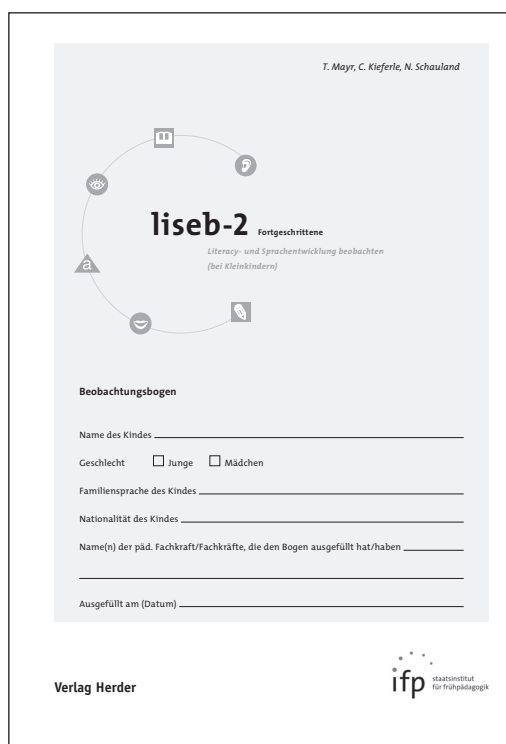 T. Mayr, C. Kieferle, N. Schauland
liseb-2 Fortgeschrittene
Literacy- und Sprachentwicklung beobachten
(bei Kleinkindern)
a
Beobachtungsbogen
Name des Kindes
Geschlecht Junge Mädchen
Familiensprache des Kindes
Nationalität des Kindes
Name(n) der päd. Fachkraft/Fachkräfte, die den Bogen ausgefüllt hat/haben
Ausgefüllt am (Datum)
Verlag Herder
ifp staatsinstitut
für frühpädagogik